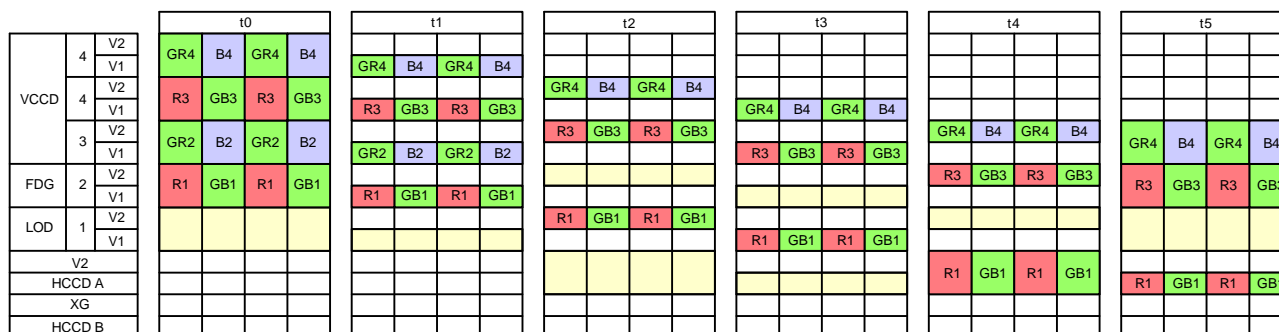 t0 t1 t2 t3 t4 t5
V2
4 GR4 B4 GR4 B4
V1 GR4 B4 GR4 B4
V2 GR4 B4 GR4 B4
VCCD 4 R3 GB3 R3 GB3
V1 R3 GB3 R3 GB3 GR4 B4 GR4 B4
V2 R3 GB3 R3 GB3 GR4 B4 GR4 B4
3 GR2 B2 GR2 B2 GR4 B4 GR4 B4
V1 GR2 B2 GR2 B2 R3 GB3 R3 GB3
V2 R3 GB3 R3 GB3
FDG 2 R1 GB1 R1 GB1 R3 GB3 R3 GB3
V1 R1 GB1 R1 GB1
V2 R1 GB1 R1 GB1
LOD 1
V1 R1 GB1 R1 GB1
V2
R1 GB1 R1 GB1
HCCD A R1 GB1 R1 GB1
XG
HCCD B